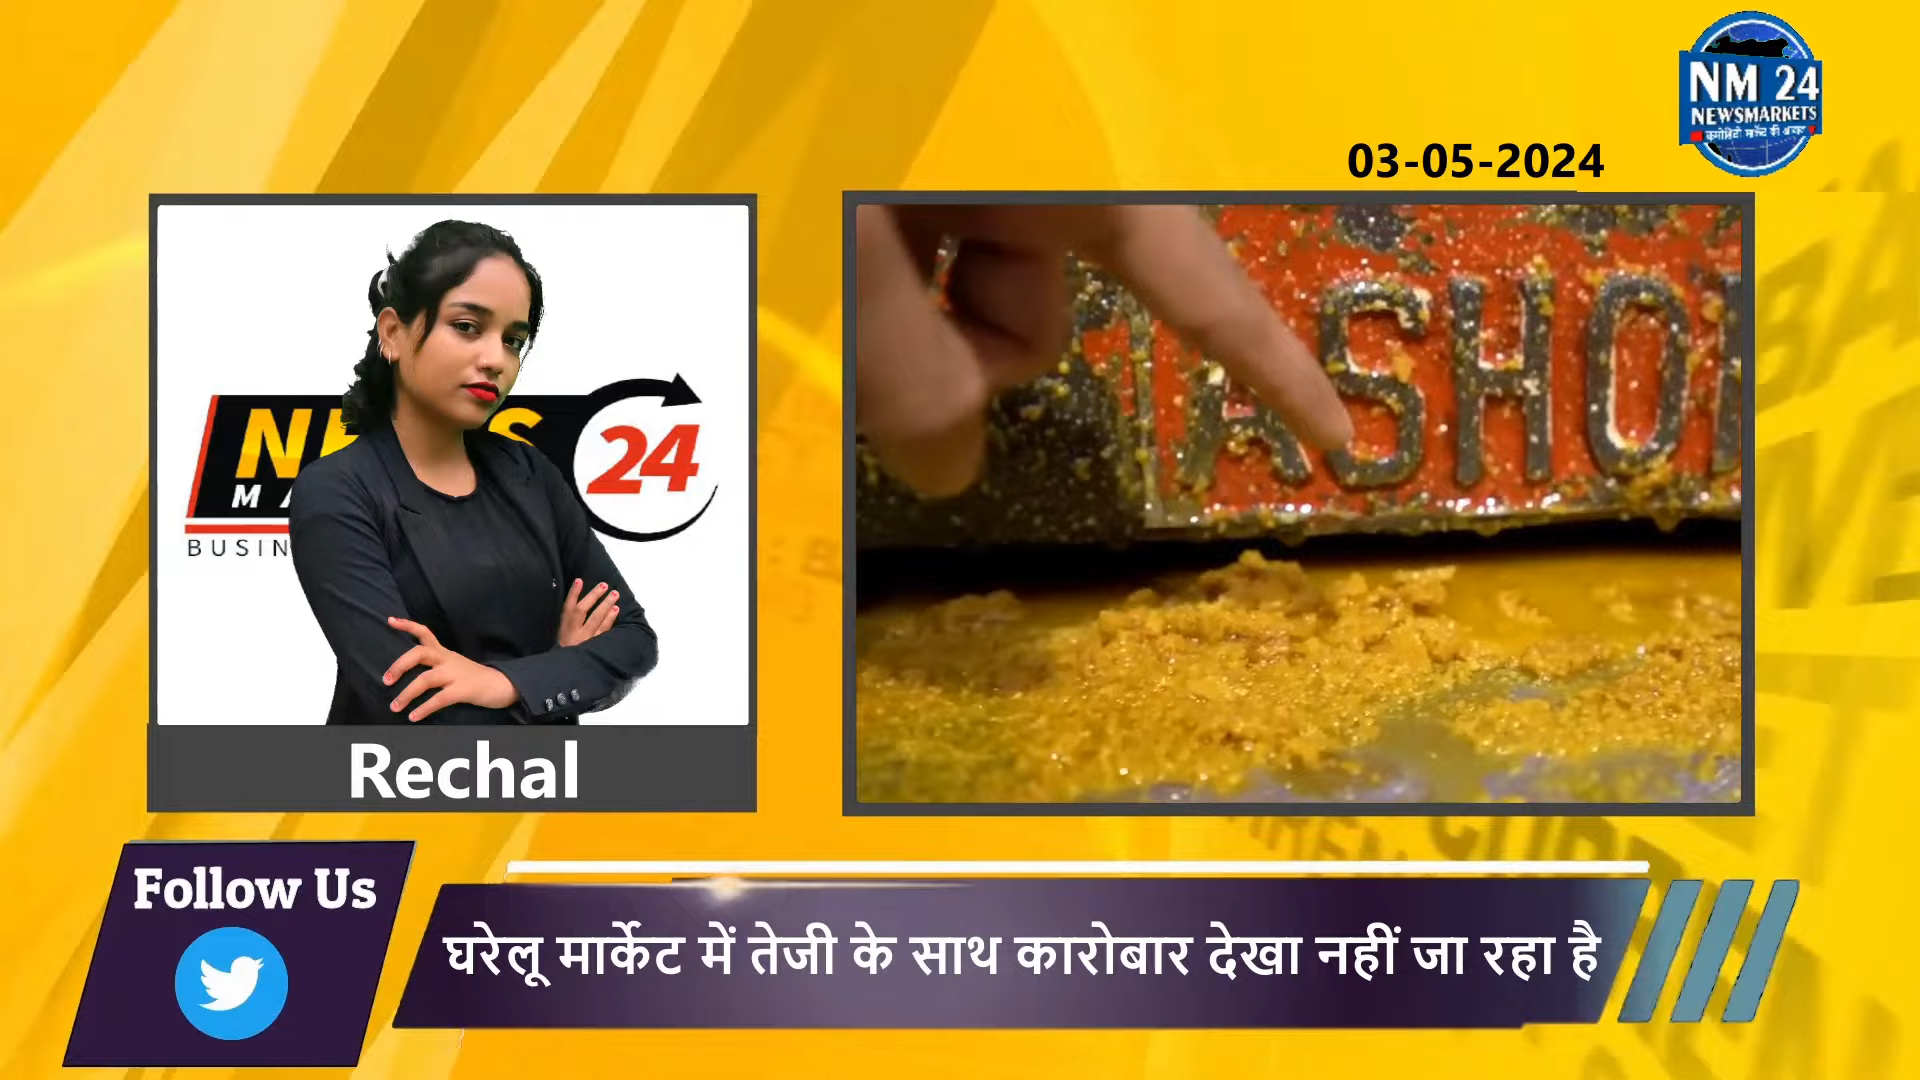 NM 24
NEWSMARKETS
03-05-2024
ASHO
24
BUSIN
Rechal
Follow Us
घरेलू मार्केट में तेजी के साथ कारोबार देखा नहीं जा रहा है